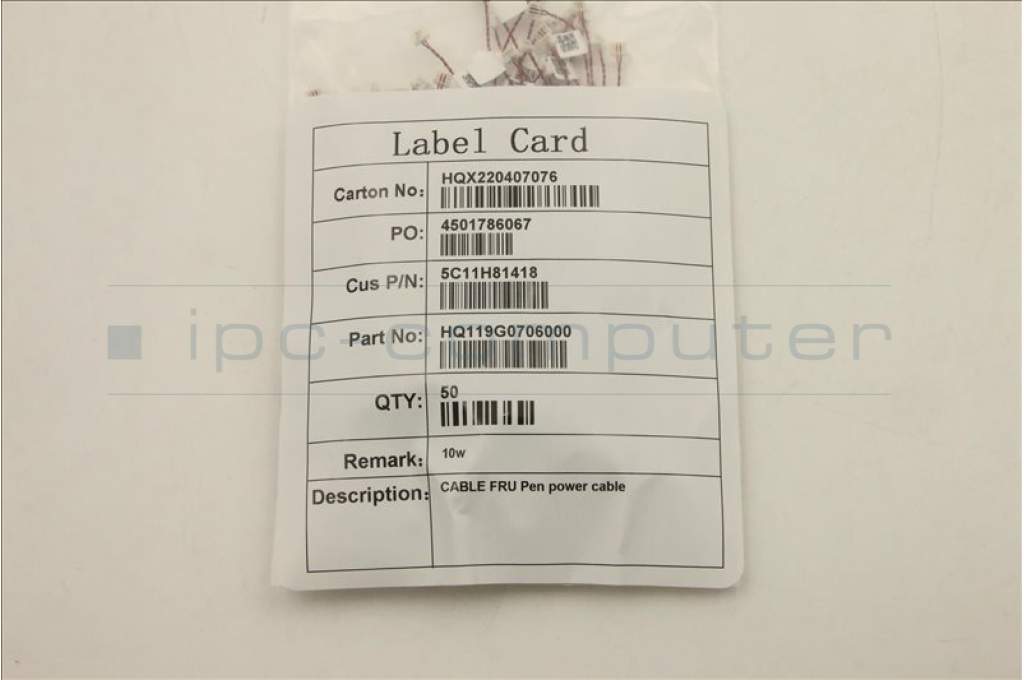 Label Card
Carton No: HQX220407076
PO: 4501786067
Cus P/N: 5C11H81418
Part No: HQ119G0706000
QTY: 50
Remark: 10w
Description: CABLE FRU Pen power cable
ipc-computer